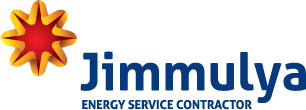 Jimmulya
ENERGY SERVICE CONTRACTOR